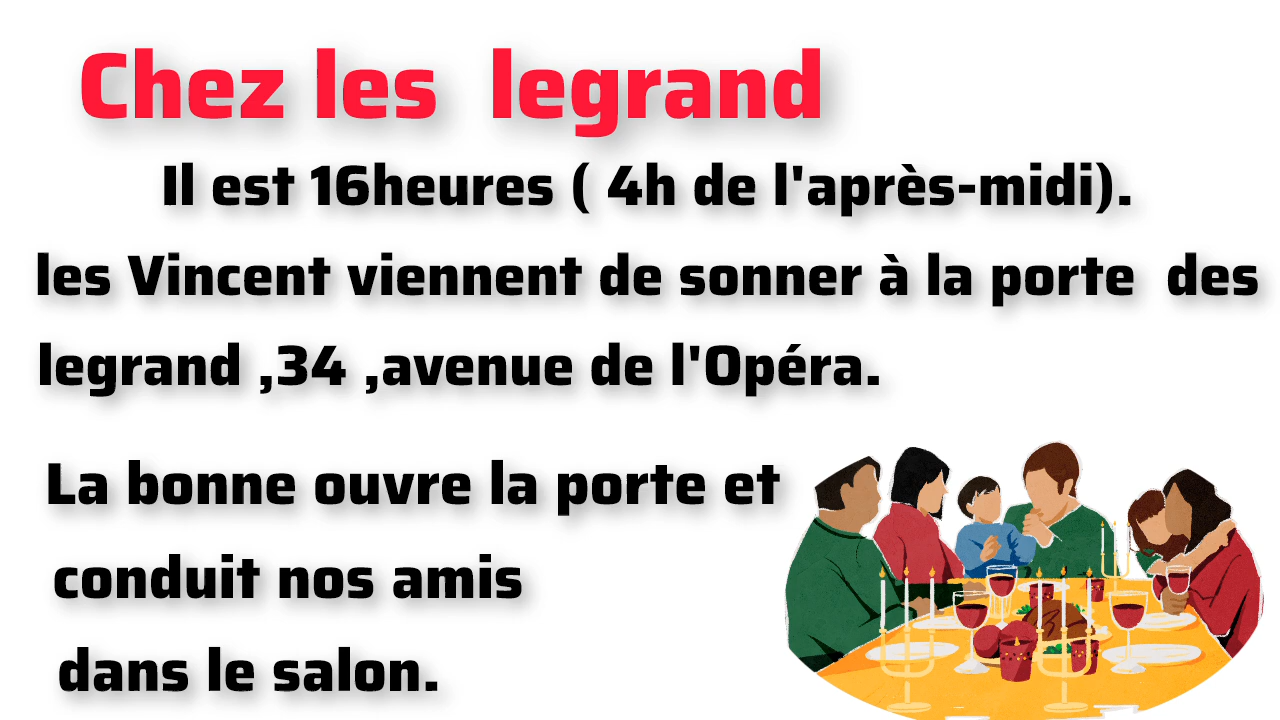 Chez les legrand
Il est 16heures ( 4h de l'après-midi).
les Vincent viennent de sonner à la porte des
legrand ,34 ,avenue de l'Opéra.
La bonne ouvre la porte et
conduit nos amis
dans le salon.